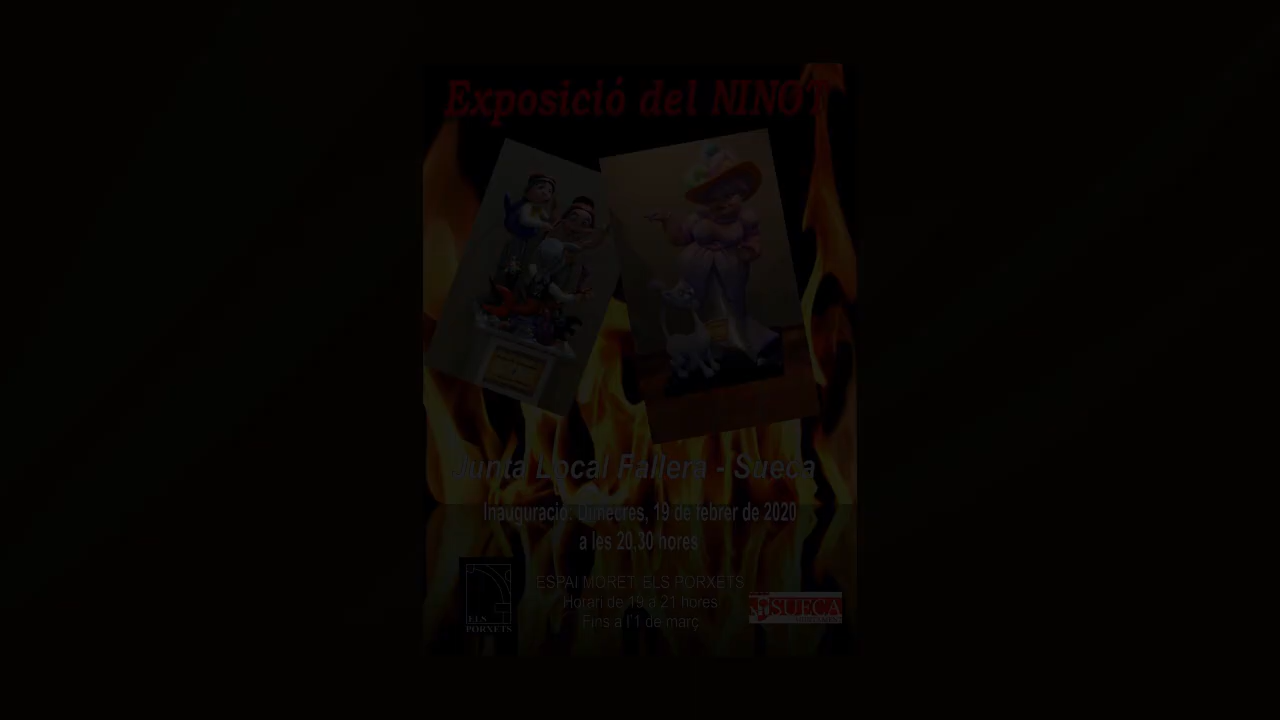 Exposició del NINOT
Junta Local Fallera - Sueca
Inauguració: Dimecres, 19 de febrer de 2020
a les 20,30 hores
ESPAI MORET. ELS PORXETS
Horari de 19 a 21 hores
Fins a l'1 de març
ELS
PORXETS
SUECA